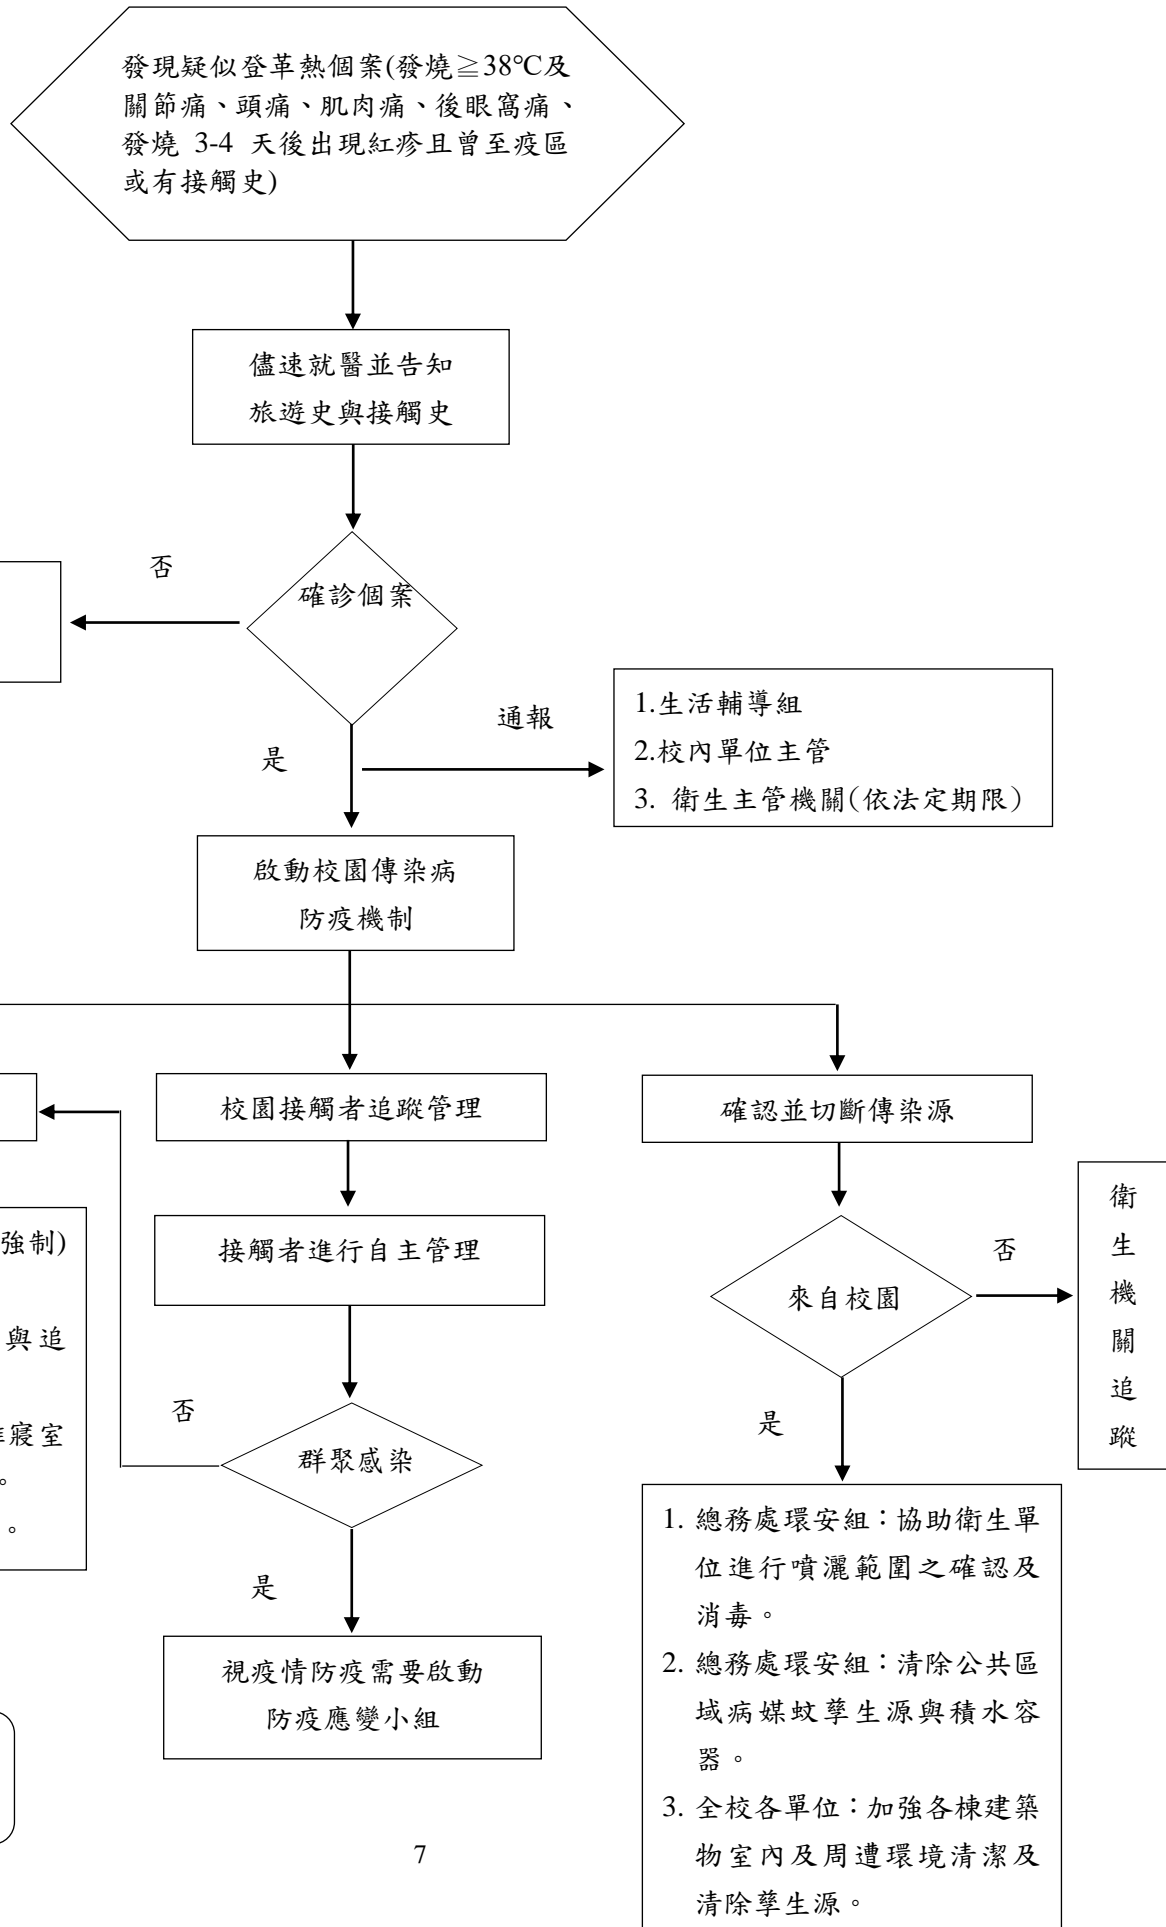 發現疑似登革熱個案(發燒≧38℃及
關節痛、頭痛、肌肉痛、後眼窩痛、
發燒 3-4 天後出現紅疹且曾至疫區
或有接觸史)
儘速就醫並告知
旅遊史與接觸史
否
確診個案
通報
是
1.生活輔導組
2.校內單位主管
3. 衛生主管機關(依法定期限)
啟動校園傳染病
防疫機制
校園接觸者追蹤管理
確認並切斷傳染源
強制)
與追
寢室
。
。
接觸者進行自主管理
來自校園
否
衛
生
機
關
追
蹤
否
群聚感染
是
是
視疫情防疫需要啟動
防疫應變小組
1. 總務處環安組：協助衛生單
位進行噴灑範圍之確認及
消毒。
2. 總務處環安組：清除公共區
域病媒蚊孳生源與積水容
器。
3. 全校各單位：加強各棟建築
物室內及周遭環境清潔及
清除孳生源。
7